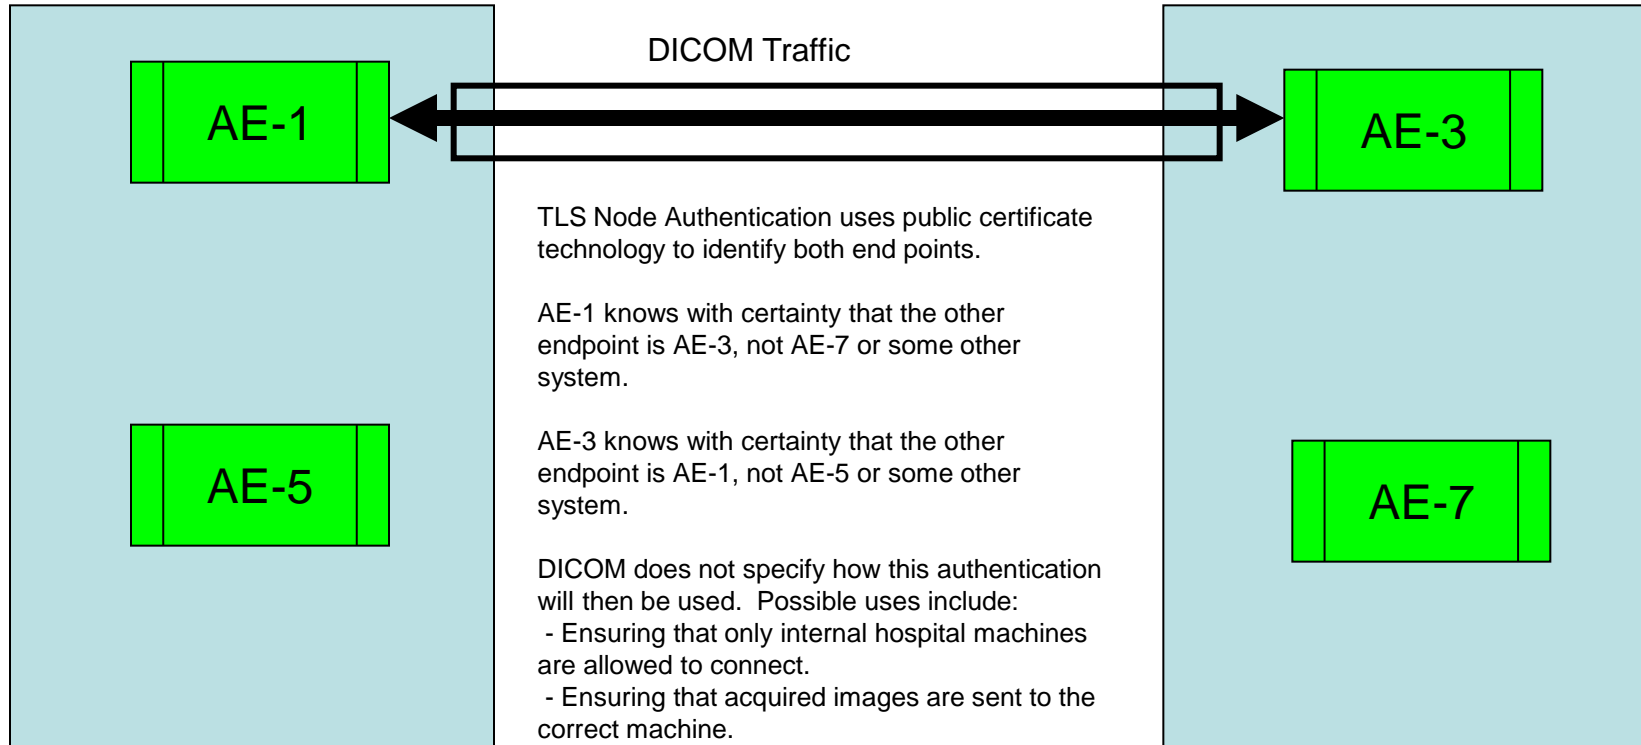 DICOM Traffic
AE-1
AE-3
TLS Node Authentication uses public certificate
technology to identify both end points.
AE-1 knows with certainty that the other
endpoint is AE-3, not AE-7 or some other
system.
AE-3 knows with certainty that the other
endpoint is AE-1, not AE-5 or some other
system.
AE-5
AE-7
DICOM does not specify how this authentication
will then be used.  Possible uses include:
- Ensuring that only internal hospital machines
are allowed to connect.
- Ensuring that acquired images are sent to the
correct machine.